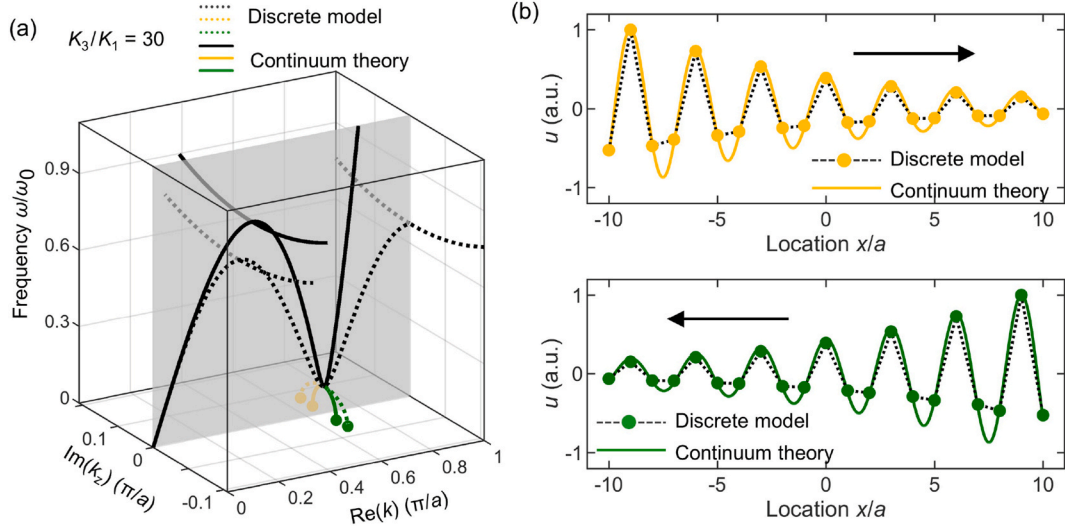 (a)
K3/K1 = 30
Discrete model
Continuum theory
Frequency ω/ω0
0.9
0.6
0.3
0
0.1
0
-0.1
Im(kz) (π/a)
0
0.2
0.4
0.6
0.8
1
Re(k) (π/a)
(b)
u (a.u.)
1
0
-1
Discrete model
Continuum theory
-10
-5
0
5
10
Location x/a
u (a.u.)
1
0
-1
Discrete model
Continuum theory
-10
-5
0
5
10
Location x/a